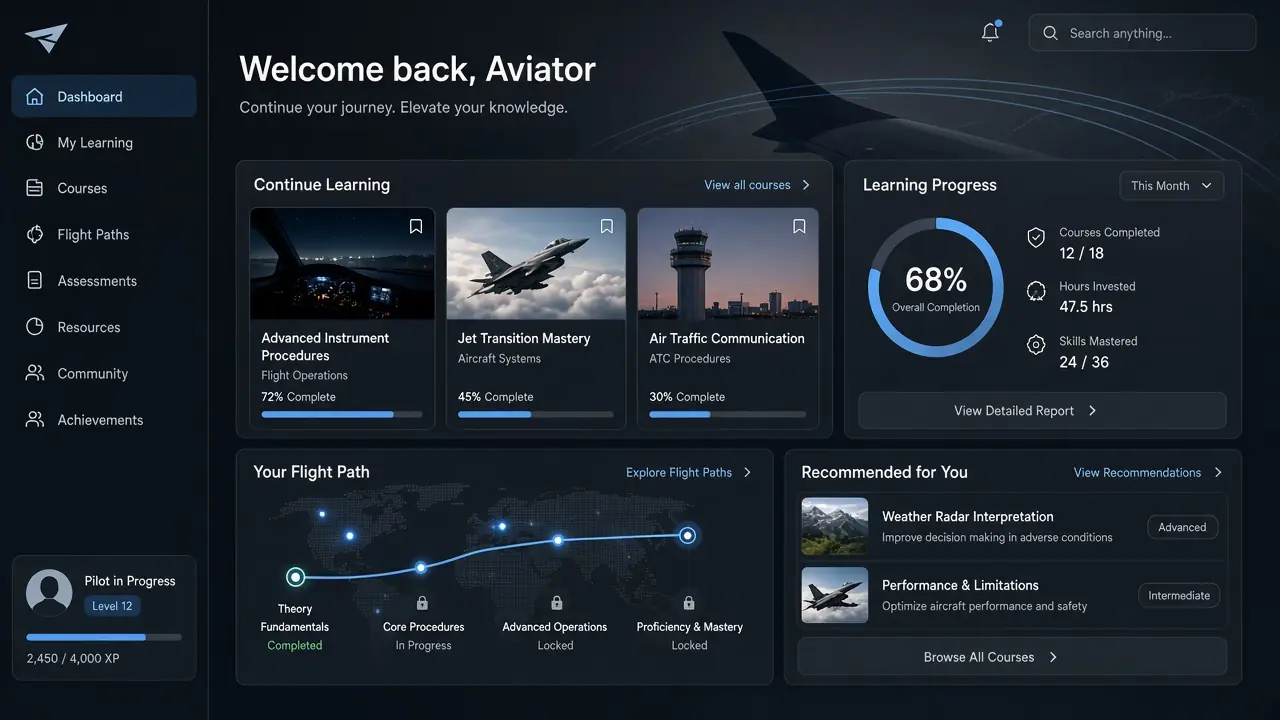 Welcome back, Aviator
Continue your journey. Elevate your knowledge.
Search anything...
Dashboard
My Learning
Courses
Flight Paths
Assessments
Resources
Community
Achievements
Pilot in Progress
Level 12
2,450 / 4,000 XP
Continue Learning
View all courses
Advanced Instrument
Procedures
Flight Operations
72% Complete
Jet Transition Mastery
Aircraft Systems
45% Complete
Air Traffic Communication
ATC Procedures
30% Complete
Learning Progress
This Month
68%
Overall Completion
Courses Completed
12 / 18
Hours Invested
47.5 hrs
Skills Mastered
24 / 36
View Detailed Report
Your Flight Path
Explore Flight Paths
Theory
Fundamentals
Completed
Core Procedures
In Progress
Advanced Operations
Locked
Proficiency & Mastery
Locked
Recommended for You
View Recommendations
Weather Radar Interpretation
Improve decision making in adverse conditions
Advanced
Performance & Limitations
Optimize aircraft performance and safety
Intermediate
Browse All Courses